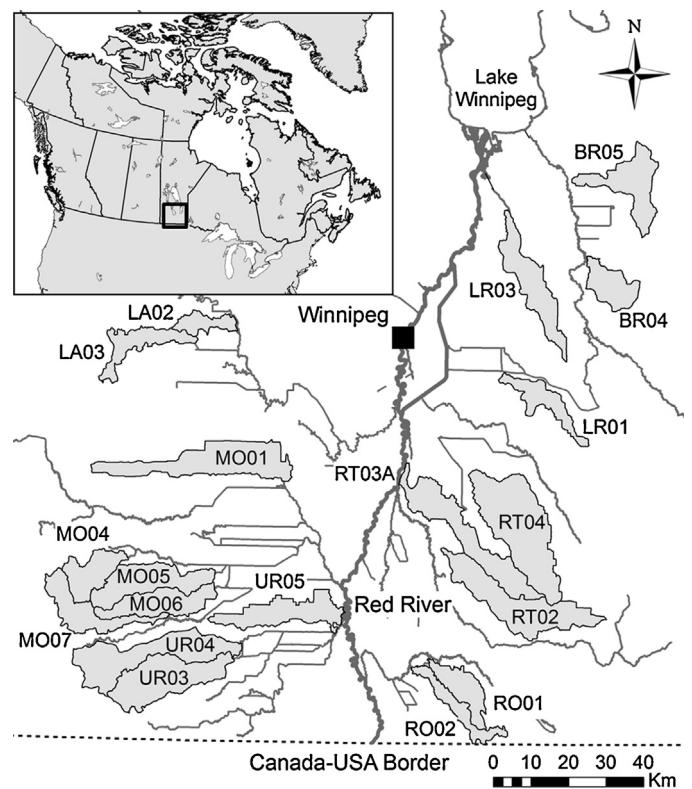 N
Lake
Winnipeg
BR05
LR03
BR04
LA02
Winnipeg
LA03
LR01
MO01
RT03A
RT04
MO04
MO05
UR05
MO06
Red River
RT02
MO07
UR04
UR03
RO01
RO02
Canada-USA Border
0 10 20 30 40
Km